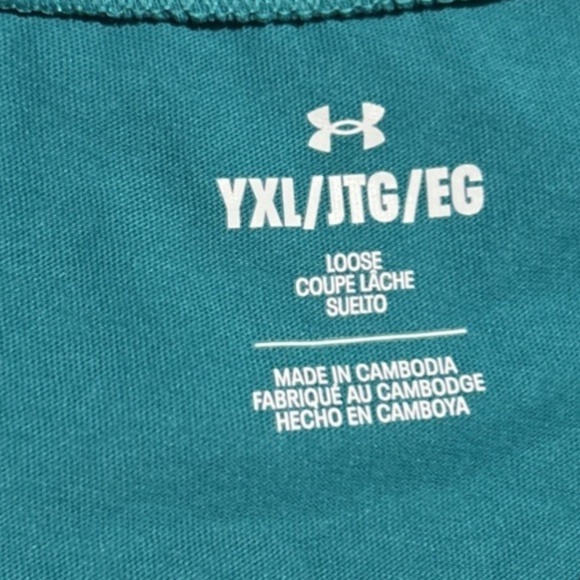 YXL/JTG/EG
LOOSE
COUPE LÂCHE
SUELTO
MADE IN CAMBODIA
FABRIQUÉ AU CAMBODGE
HECHO EN CAMBOYA